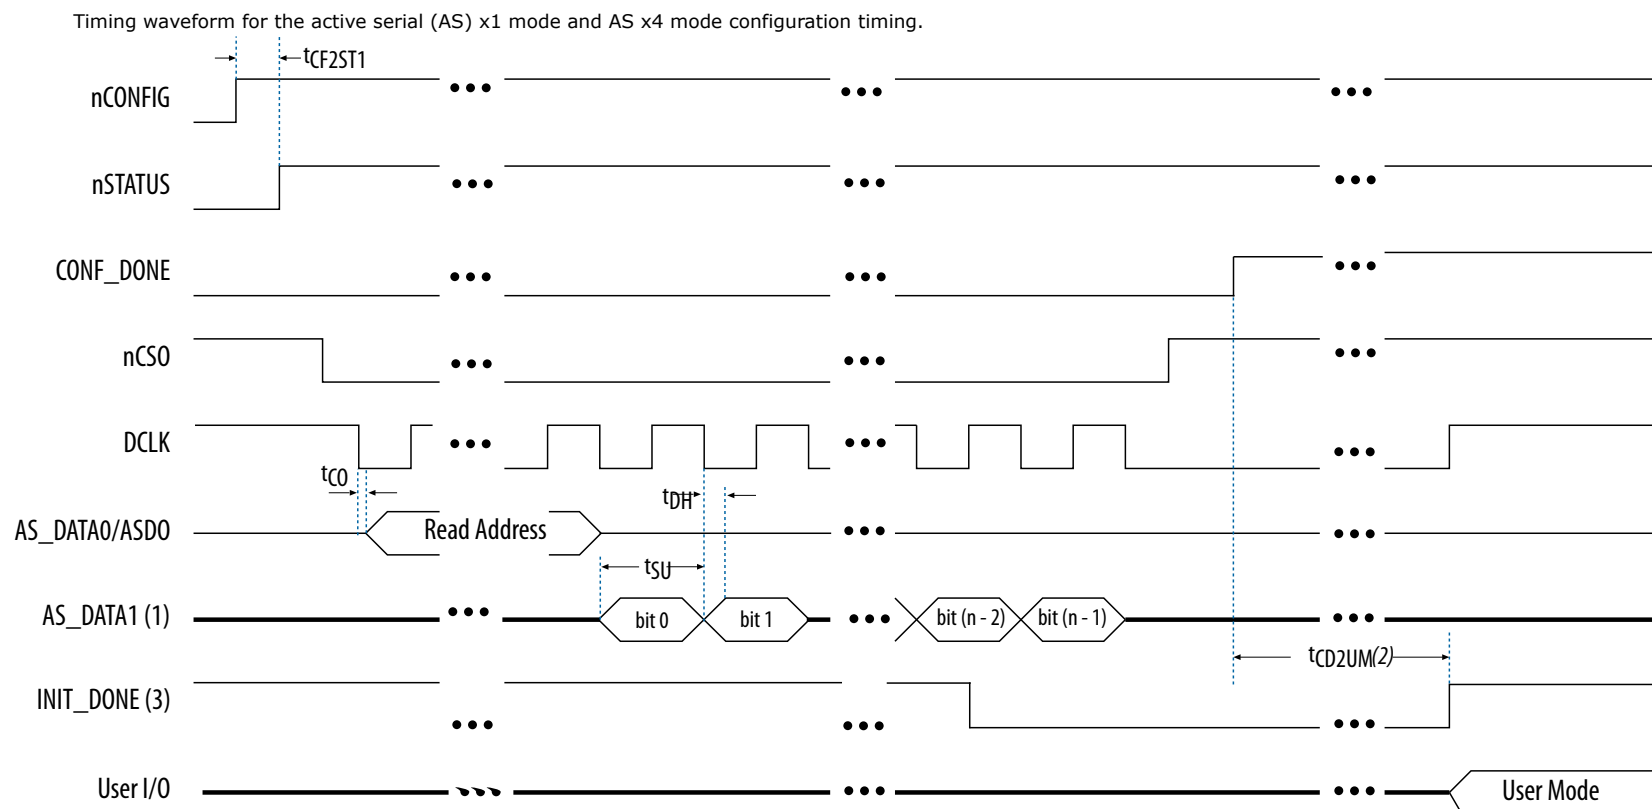 Timing waveform for the active serial (AS) x1 mode and AS x4 mode configuration timing.
tCF2ST1
nCONFIG
nSTATUS
CONF_DONE
nCSO
DCLK
tCO
tDH
AS_DATA0/ASDO
Read Address
tSU
AS_DATA1 (1)
bit 0
bit 1
bit (n - 2)
bit (n - 1)
tCD2UM(2)
INIT_DONE (3)
User I/O
User Mode